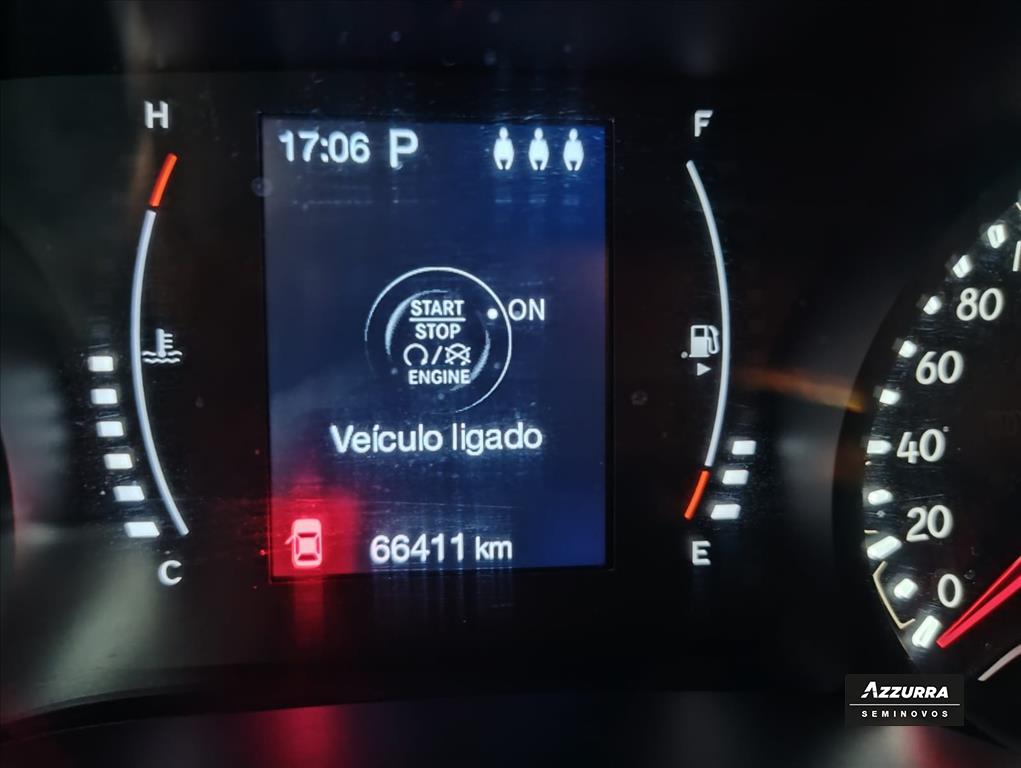 H
F
17:06 P
START
STOP
ON
ENGINE
Veículo ligado
66411 km
C
E
80
60
40
20
0
AZZURRA
SEMINOVOS